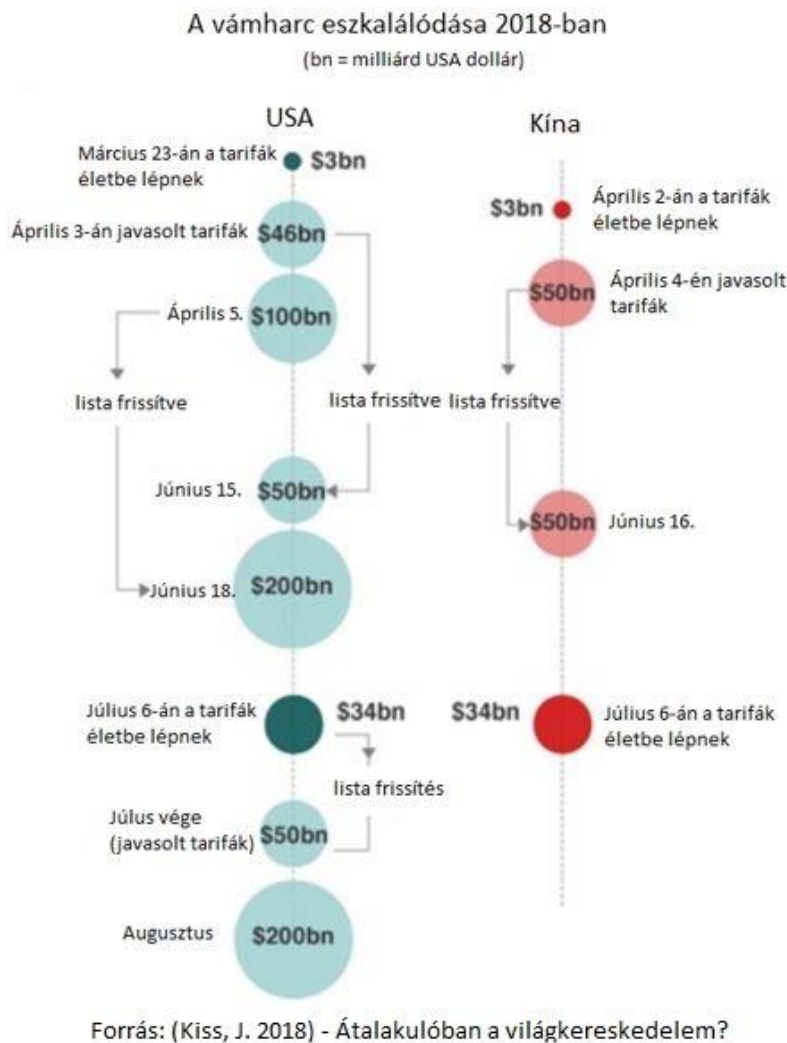 A vámharc eszkalálódása 2018-ban
(bn = milliárd USA dollár)
USA
Kína
Március 23-án a tarifák
életbe lépnek
$3bn
$3bn
Április 2-án a tarifák
életbe lépnek
Április 3-án javasolt tarifák
$46bn
$50bn
Április 4-én javasolt
tarifák
Április 5.
$100bn
lista frissítve
lista frissítve
lista frissítve
Június 15.
$50bn
$50bn
Június 16.
Június 18.
$200bn
Július 6-án a tarifák
életbe lépnek
$34bn
$34bn
Július 6-án a tarifák
életbe lépnek
lista frissítés
Júlus vége
(javasolt tarifák)
$50bn
Augusztus
$200bn
Forrás: (Kiss, J. 2018) - Átalakulóban a világkereskedelem?